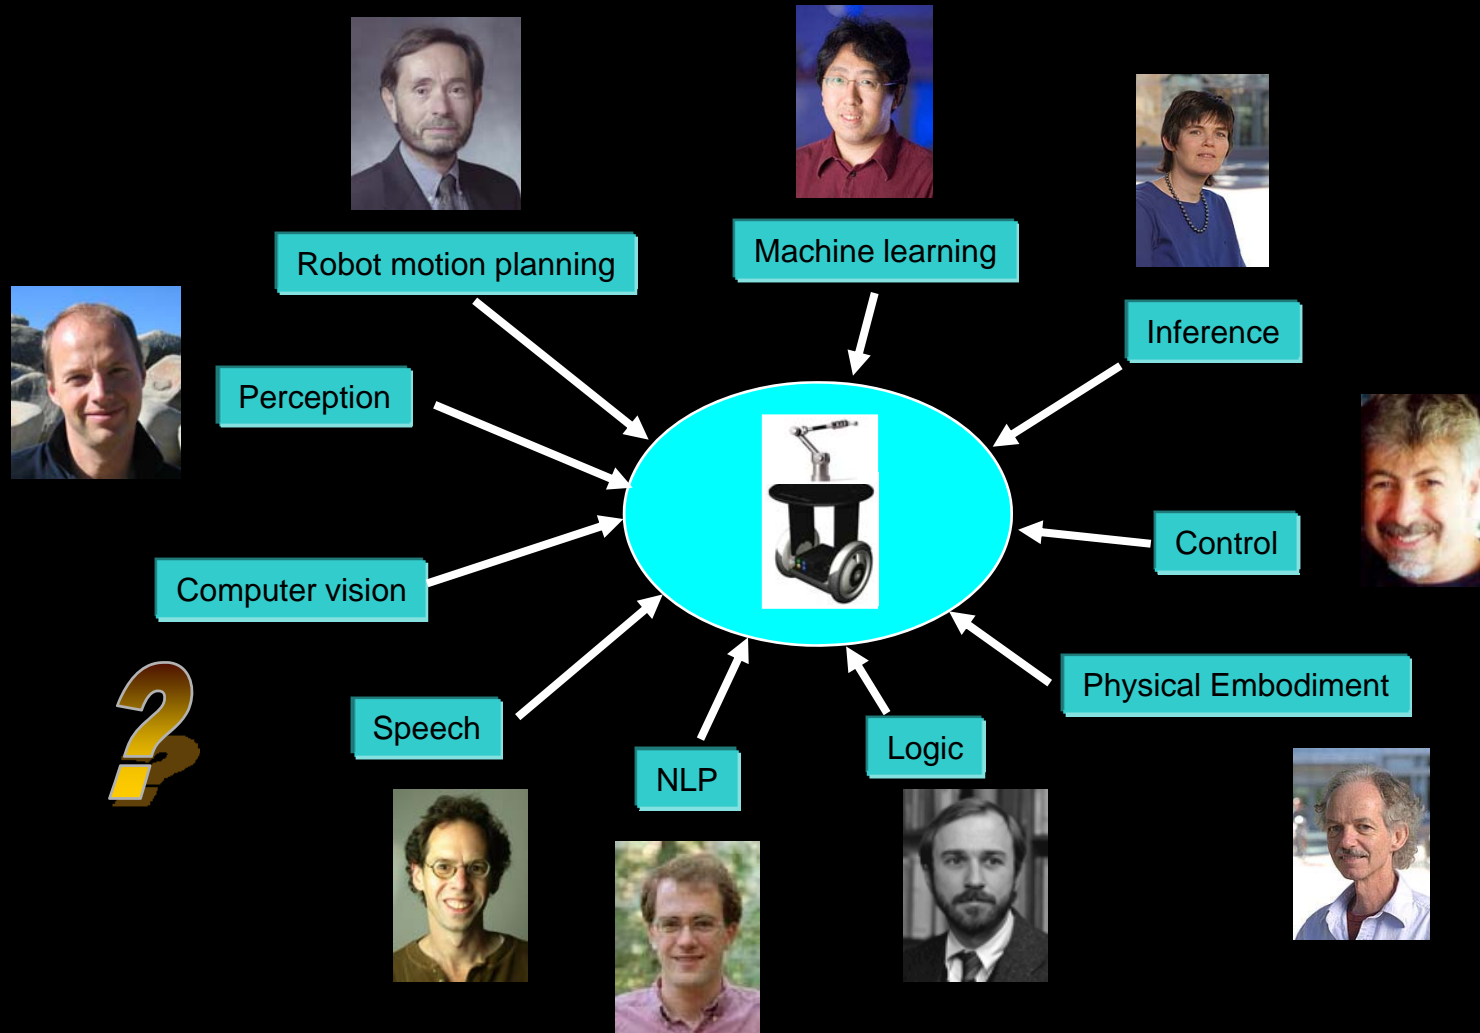 Robot motion planning
Machine learning
Inference
Perception
Control
Computer vision
Physical Embodiment
Speech
Logic
NLP
?